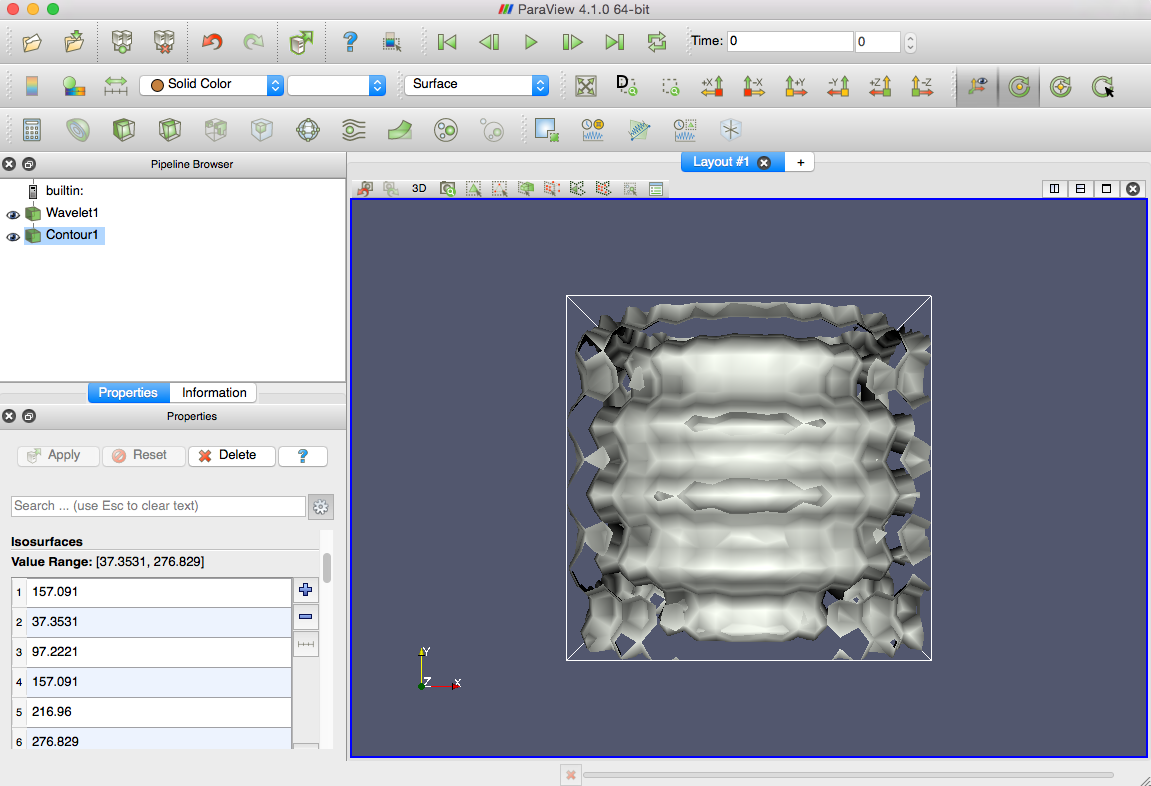 ParaView 4.1.0 64-bit
Time: 0 0
Solid Color
Surface
D
+X -X +Y -Y +Z -Z
Pipeline Browser
Layout #1 +
builtin:
Wavelet1
Contour1
3D
Properties Information
Properties
Apply Reset Delete ?
Search ... (use Esc to clear text)
Isosurfaces
Value Range: [37.3531, 276.829]
1 157.091
2 37.3531
3 97.2221
4 157.091
5 216.96
6 276.829
Y
Z X